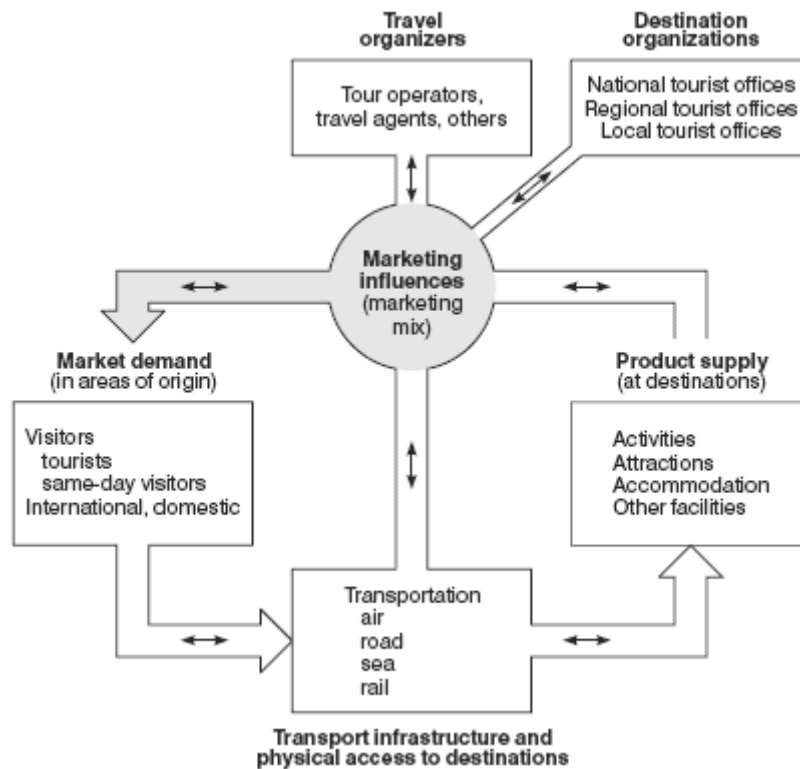 Travel
organizers
Tour operators,
travel agents, others
Destination
organizations
National tourist offices
Regional tourist offices
Local tourist offices
Marketing
influences
(marketing
mix)
Market demand
(in areas of origin)
Visitors
tourists
same-day visitors
International, domestic
Product supply
(at destinations)
Activities
Attractions
Accommodation
Other facilities
Transportation
air
road
sea
rail
Transport infrastructure and
physical access to destinations